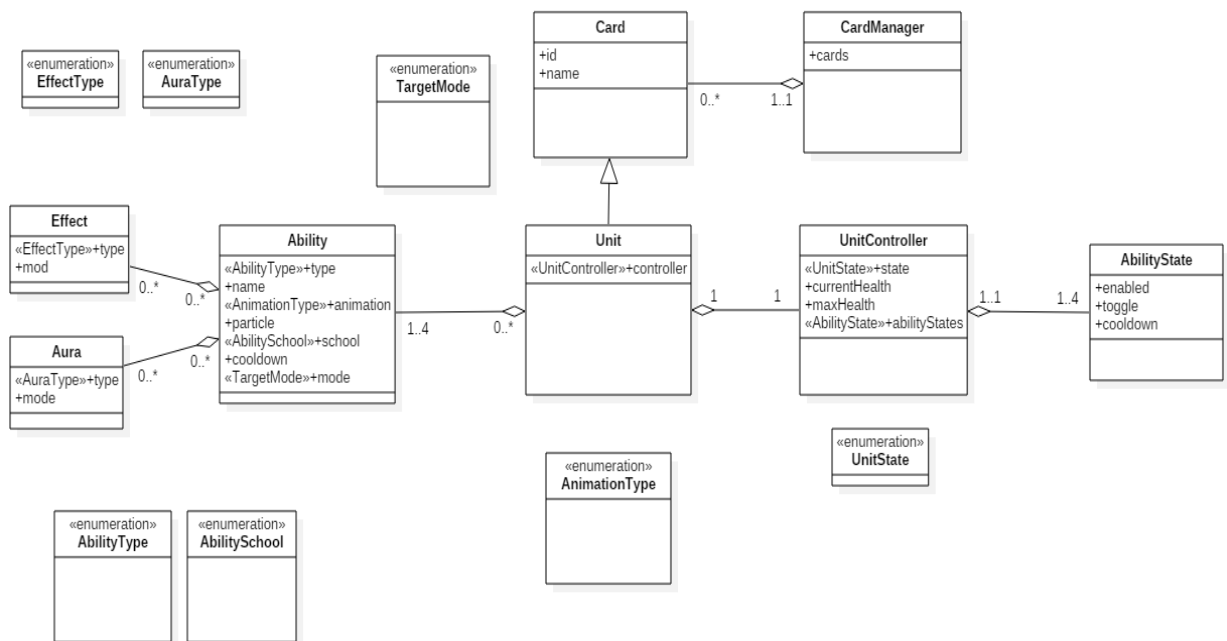 Card
+id
+name
CardManager
+cards
0..*
1..1
«enumeration»
EffectType
«enumeration»
AuraType
«enumeration»
TargetMode
Effect
«EffectType»+type
+mod
0..*
0..*
Aura
«AuraType»+type
+mode
0..*
0..*
Ability
«AbilityType»+type
+name
«AnimationType»+animation
+particle
«AbilitySchool»+school
+cooldown
«TargetMode»+mode
1..4
0..*
Unit
«UnitController»+controller
1
1
UnitController
«UnitState»+state
+currentHealth
+maxHealth
«AbilityState»+abilityStates
1..1
1..4
AbilityState
+enabled
+toggle
+cooldown
«enumeration»
UnitState
«enumeration»
AnimationType
«enumeration»
AbilityType
«enumeration»
AbilitySchool